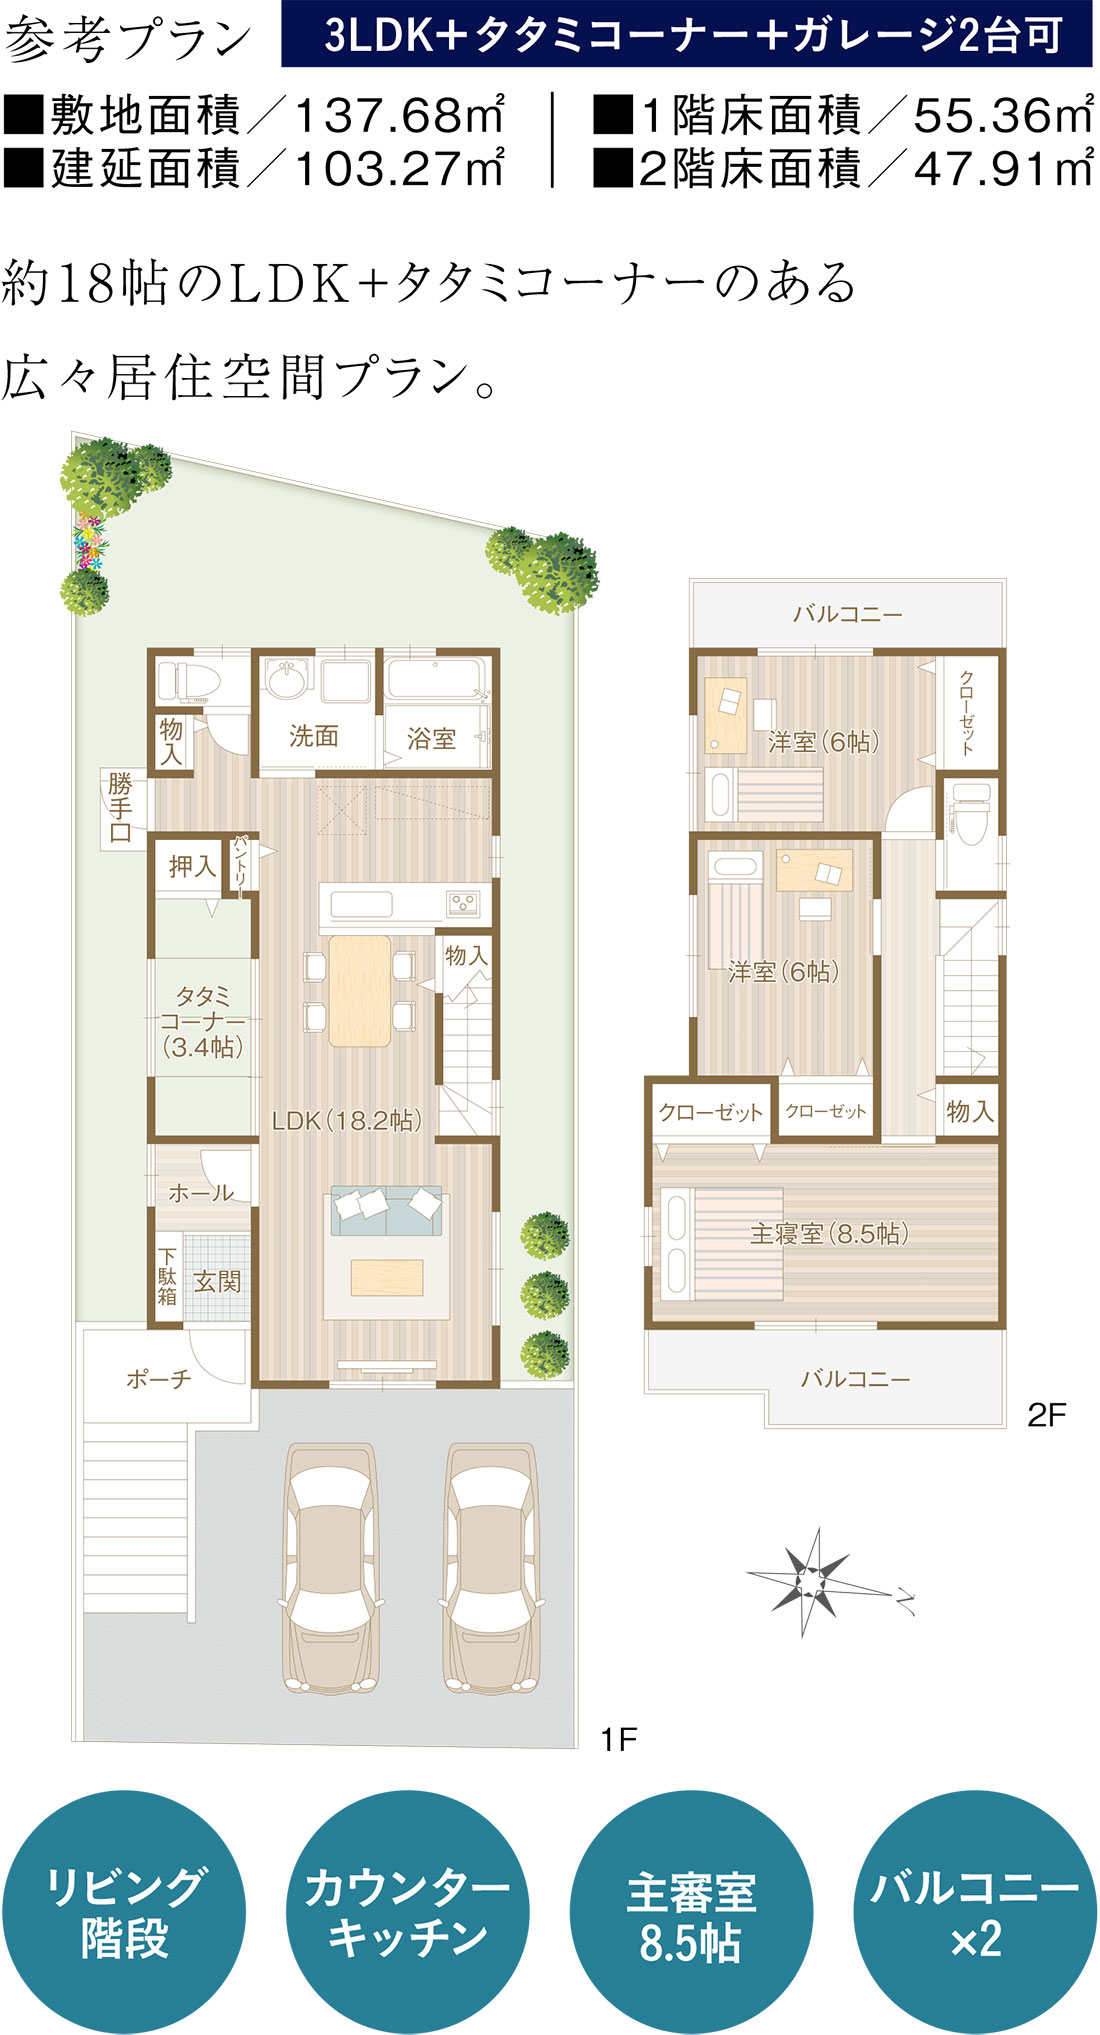 参考プラン
3LDK＋タタミコーナー＋ガレージ2台可
■敷地面積／137.68㎡
■建延面積／103.27㎡
■1階床面積／55.36㎡
■2階床面積／47.91㎡
約18帖のLDK＋タタミコーナーのある
広々居住空間プラン。
物入
洗面
浴室
勝手口
押入
パントリー
物入
タタミ
コーナー
(3.4帖)
LDK(18.2帖)
ホール
下駄箱
玄関
ポーチ
1F
バルコニー
クローゼット
洋室(6帖)
洋室(6帖)
クローゼット
クローゼット
物入
主寝室(8.5帖)
バルコニー
2F
N
リビング
階段
カウンター
キッチン
主審室
8.5帖
バルコニー
×2